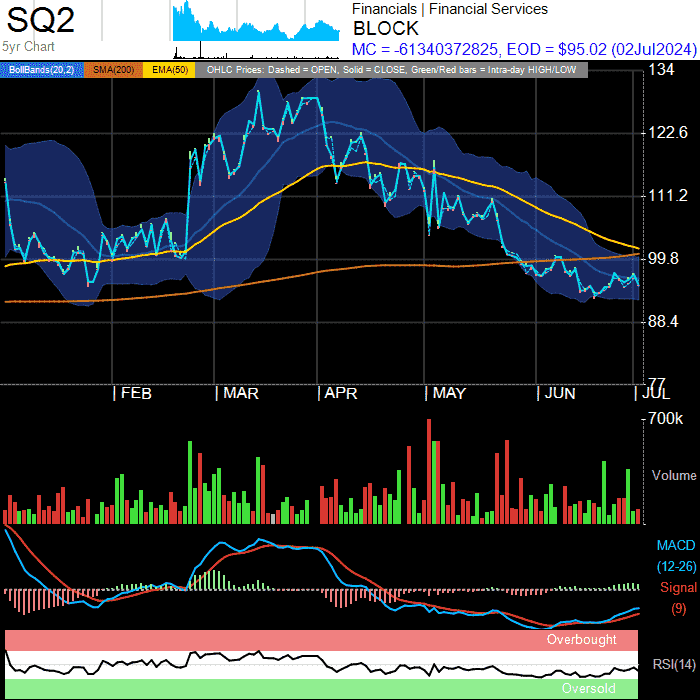 SQ2
5yr Chart
Financials | Financial Services
BLOCK
MC = -61340372825, EOD = $95.02 (02Jul2024)
BollBands(20,2) SMA(200) EMA(50) OHLC Prices: Dashed = OPEN, Solid = CLOSE, Green/Red bars = Intra-day HIGH/LOW
134
122.6
111.2
99.8
88.4
77
FEB MAR APR MAY JUN JUL
700k
Volume
MACD
(12-26)
Signal
(9)
Overbought
RSI(14)
Oversold